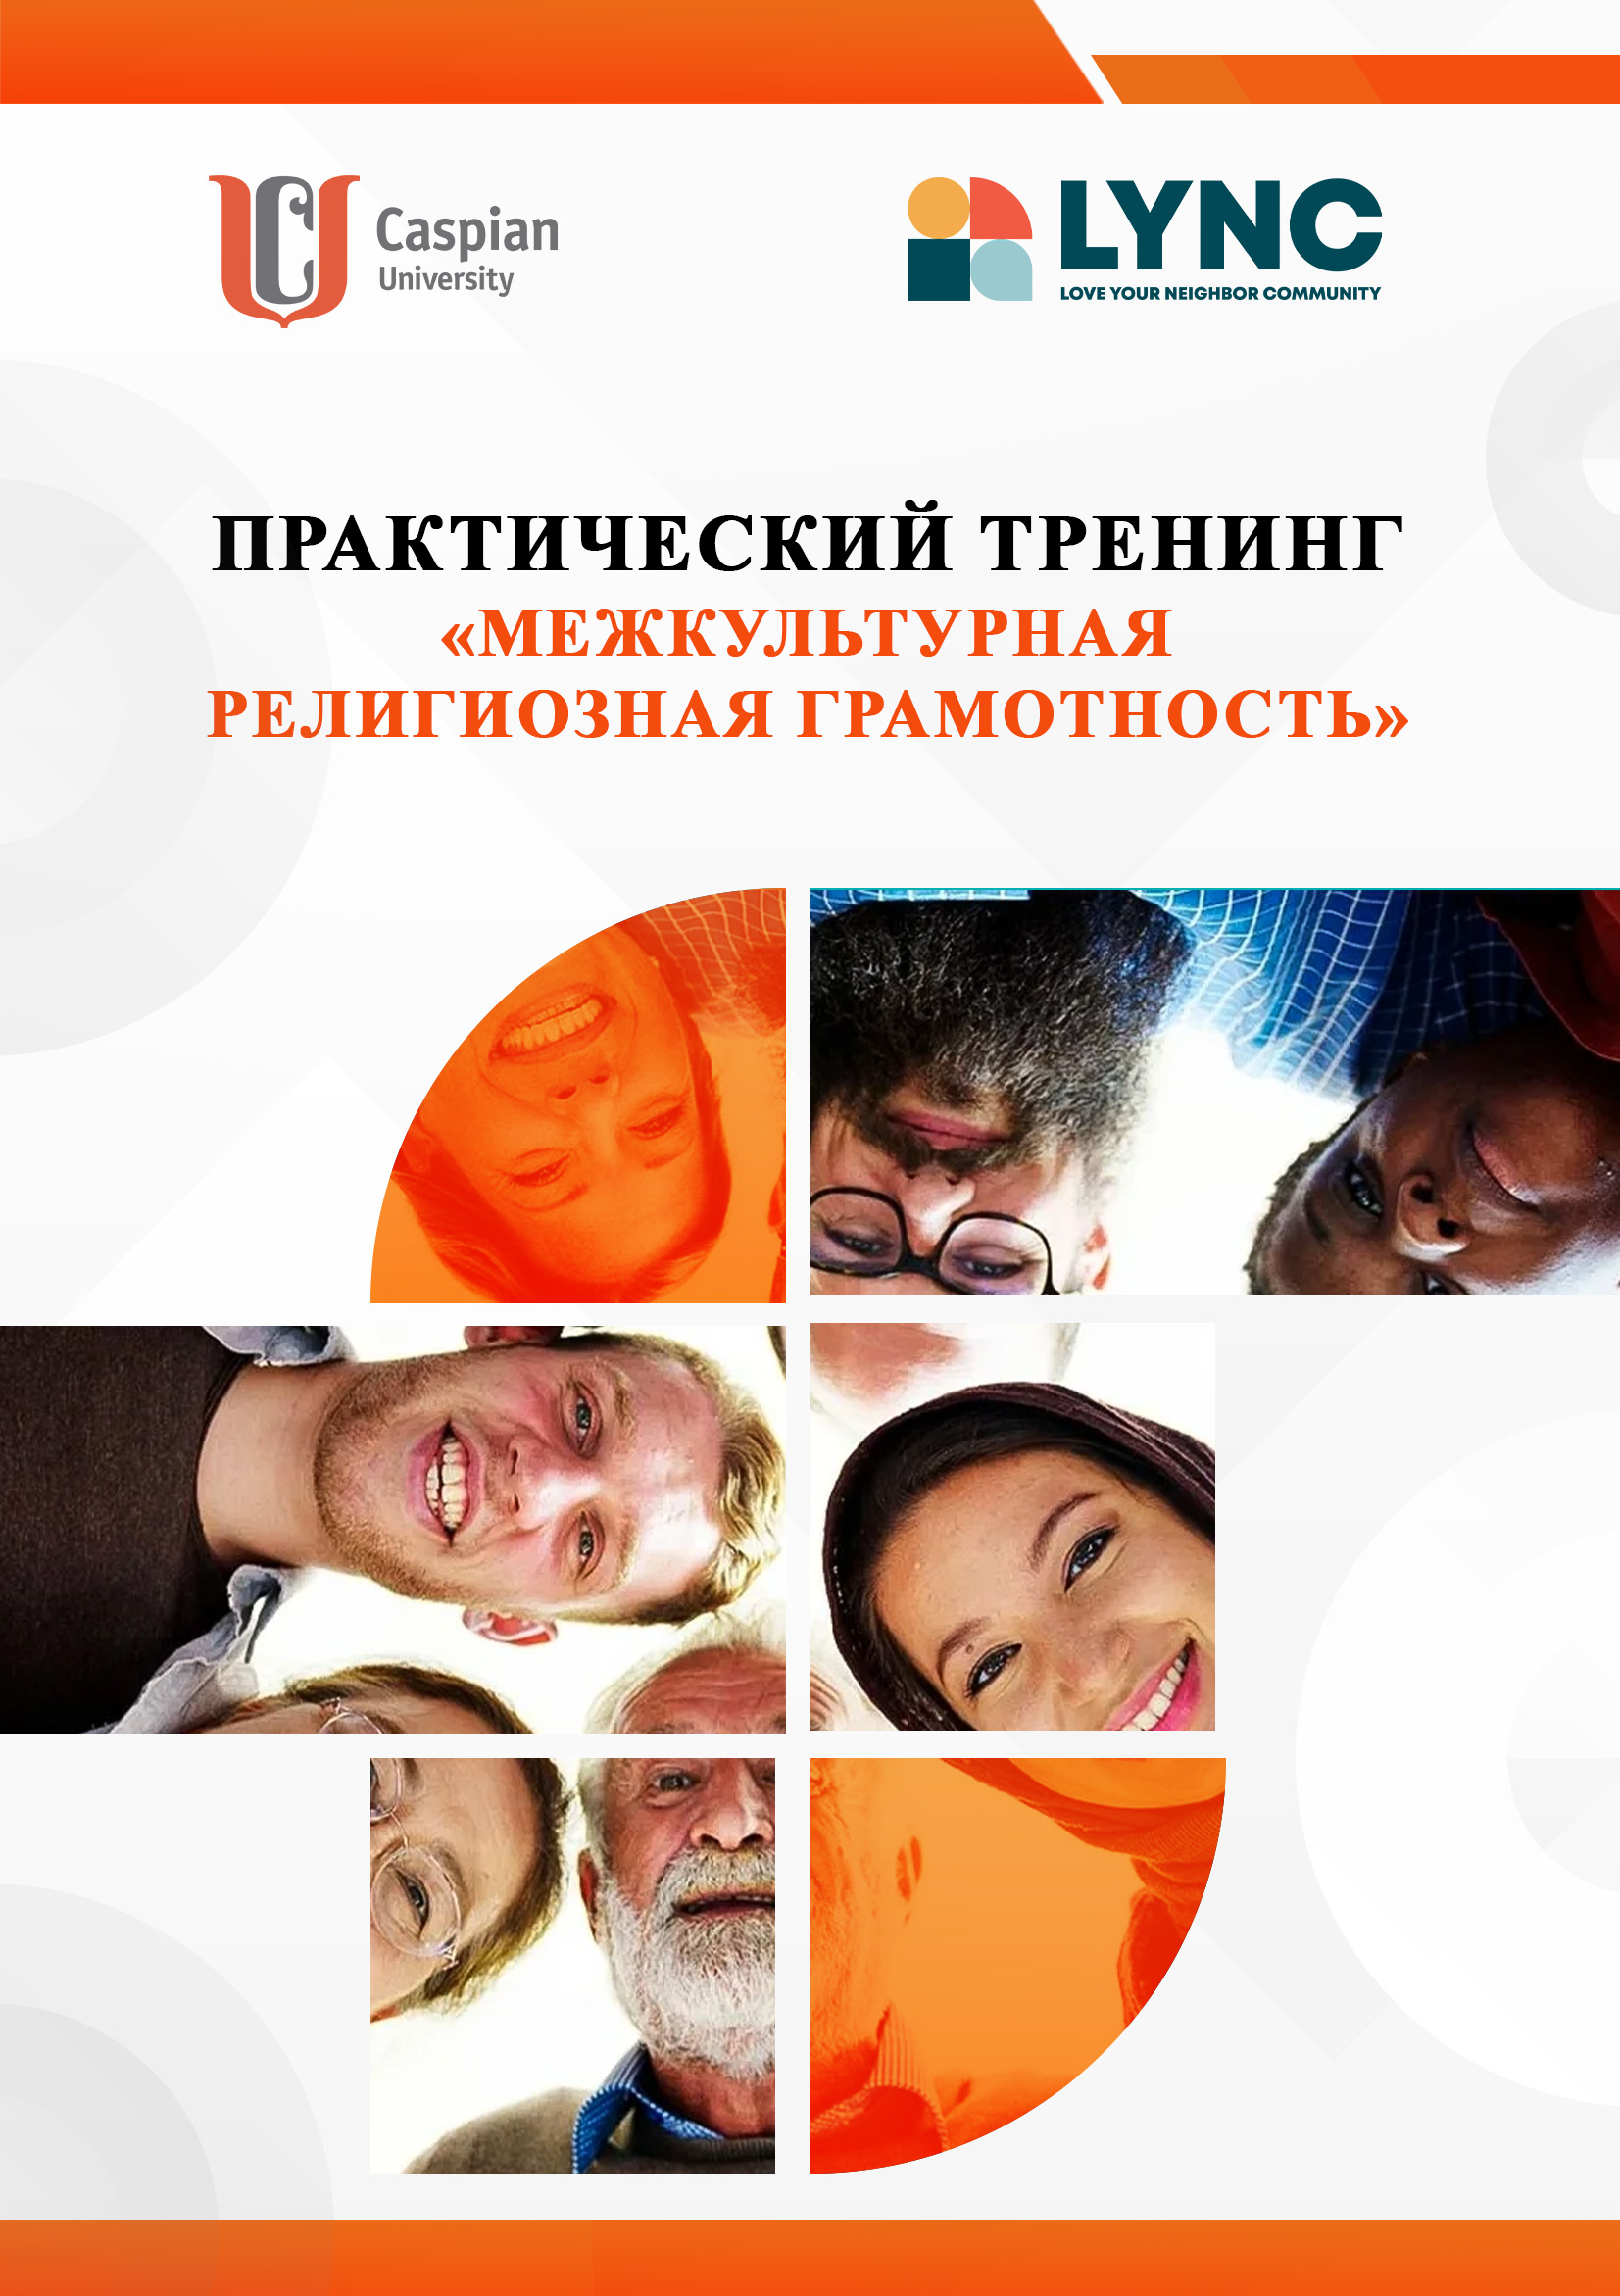 Caspian
University
LYNC
LOVE YOUR NEIGHBOR COMMUNITY
ПРАКТИЧЕСКИЙ ТРЕНИНГ
«МЕЖКУЛЬТУРНАЯ
РЕЛИГИОЗНАЯ ГРАМОТНОСТЬ»